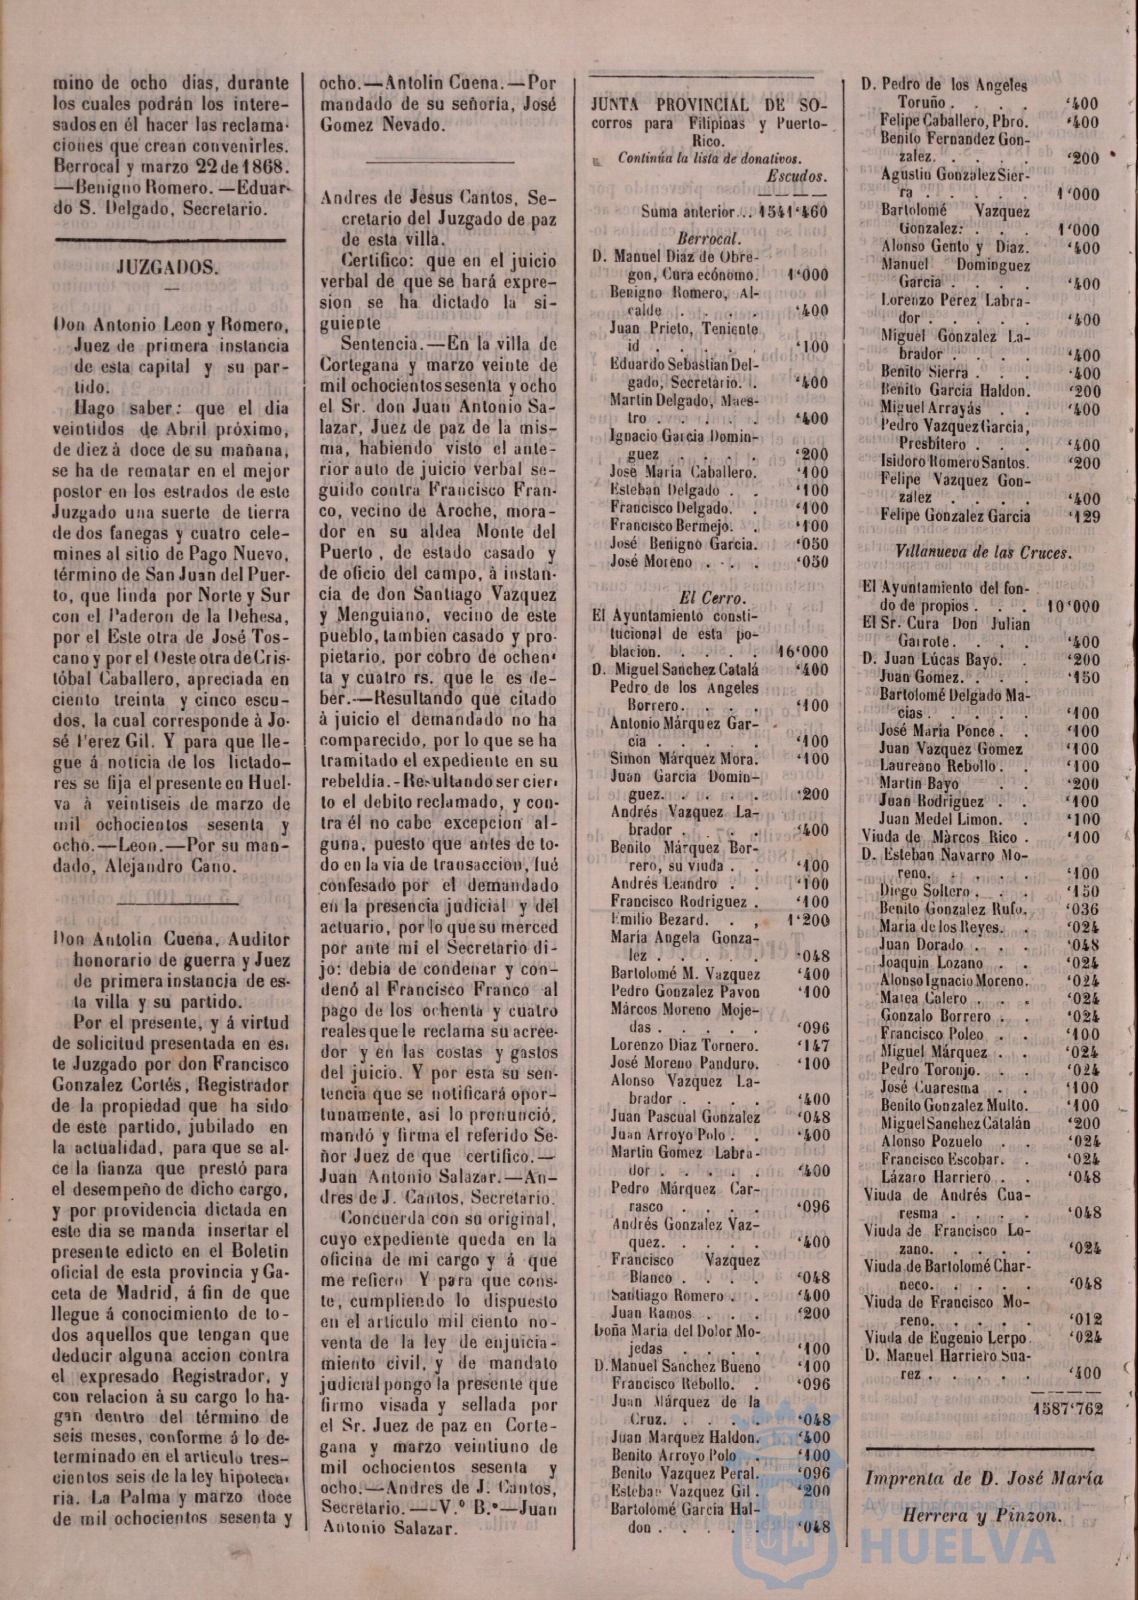 mino de ocho dias, durante
los cuales podrán los intere-
sados en él hacer las reclama-
ciones que crean convenirles.
Berrocal y marzo 22 de 1868.
—Benigno Romero. —Eduar-
do S. Delgado, Secretario.
JUZGADOS.
Don Antonio Leon y Romero,
Juez de primera instancia
de esta capital y su par-
tido.
Hago saber: que el dia
veintidos de Abril próximo,
de diez à doce de su mañana,
se ha de rematar en el mejor
postor en los estrados de este
Juzgado una suerte de tierra
de dos fanegas y cuatro cele-
mines al sitio de Pago Nuevo,
término de San Juan del Puer-
to, que linda por Norte y Sur
con el Paderon de la Dehesa,
por el Este otra de José Tos-
cano y por el Oeste otra de Cris-
tóbal Caballero, apreciada en
ciento treinta y cinco escu-
dos, la cual corresponde à Jo-
sé Perez Gil. Y para que lle-
gue á noticia de los lictado-
res se fija el presente en Huel-
va à veintiseis de marzo de
mil ochocientos sesenta y
ocho.—Leon.—Por su man-
dado, Alejandro Cano.
Don Antolin Cuena, Auditor
honorario de guerra y Juez
de primera instancia de es-
ta villa y su partido.
Por el presente, y á virtud
de solicitud presentada en es-
te Juzgado por don Francisco
Gonzalez Cortés, Registrador
de la propiedad que ha sido
de este partido, jubilado en
la actualidad, para que se al-
ce la fianza que prestó para
el desempeño de dicho cargo,
y por providencia dictada en
este dia se manda insertar el
presente edicto en el Boletin
oficial de esta provincia y Ga-
ceta de Madrid, á fin de que
llegue á conocimiento de to-
dos aquellos que tengan que
deducir alguna accion contra
el expresado Registrador, y
con relacion à su cargo lo ha-
gan dentro del término de
seis meses, conforme á lo de-
terminado en el articulo tres-
cientos seis de la ley hipoteca-
ria. La Palma y marzo doce
de mil ochocientos sesenta y
ocho.—Antolin Cuena.—Por
mandado de su señoría, José
Gomez Nevado.
Andres de Jesus Cantos, Se-
cretario del Juzgado de paz
de esta villa.
Certifico: que en el juicio
verbal de que se hará expre-
sion se ha dictado la si-
guiente
Sentencia.—En la villa de
Cortegana y marzo veinte de
mil ochocientos sesenta y ocho
el Sr. don Juan Antonio Sa-
lazar, Juez de paz de la mis-
ma, habiendo visto el ante-
rior auto de juicio verbal se-
guido contra Francisco Fran-
co, vecino de Aroche, mora-
dor en su aldea Monte del
Puerto, de estado casado y
de oficio del campo, à instan-
cia de don Santiago Vazquez
y Menguiano, vecino de este
pueblo, tambien casado y pro-
pietario, por cobro de ochen-
ta y cuatro rs. que le es de-
ber.—Resultando que citado
à juicio el demandado no ha
comparecido, por lo que se ha
tramitado el expediente en su
rebeldía.-Resultando ser cier-
to el debito reclamado, y con-
tra él no cabe excepcion al-
guna, puesto que antes de to-
do en la via de transaccion, fué
confesado por el demandado
en la presencia judicial y del
actuario, por lo que su merced
por ante mi el Secretario di-
jo: debia de condenar y con-
denó al Francisco Franco al
pago de los ochenta y cuatro
reales que le reclama su acree-
dor y en las costas y gastos
del juicio. Y por esta su sen-
tencia que se notificará opor-
tunamente, asi lo pronunció,
mandó y firma el referido Se-
ñor Juez de que certifico.—
Juan Antonio Salazar.—An-
dres de J. Cantos, Secretario.
Concuerda con su original,
cuyo expediente queda en la
oficina de mi cargo y á que
me refiero Y para que cons-
te, cumpliendo lo dispuesto
en el articulo mil ciento no-
venta de la ley de enjuicia-
miento civil, y de mandato
judicial pongo la presente que
firmo visada y sellada por
el Sr. Juez de paz en Corte-
gana y marzo veintiuno de
mil ochocientos sesenta y
ocho.—Andres de J. Cantos,
Secretario.—-V.º B.º—Juan
Antonio Salazar.
JUNTA PROVINCIAL DE SO-
corros para Filipinas y Puerto-
Rico.
Continúa la lista de donativos.
Escudos.
Suma anterior... 1541‘460
Berrocal.
D. Manuel Diaz de Obre-
gon, Cura ecónomo. 1‘000
Benigno Romero, Al-
calde . . . . ‘400
Juan Prieto, Teniente
id . . . . . ‘100
Eduardo Sebastian Del-
gado, Secretario. . ‘400
Martin Delgado, Maes-
tro . . . . . ‘400
Ignacio Garcia Domin-
guez . . . . ‘200
José Maria Caballero. ‘100
Esteban Delgado . . ‘100
Francisco Delgado. . ‘100
Francisco Bermejo. . ‘100
José Benigno Garcia. ‘050
José Moreno . . . ‘050
El Cerro.
El Ayuntamiento consti-
tucional de esta po-
blacion. . . . . 16‘000
D. Miguel Sanchez Catalá ‘400
Pedro de los Angeles
Borrero. . . . ‘100
Antonio Márquez Gar-
cia . . . . . ‘100
Simon Márquez Mora. ‘100
Juan Garcia Domin-
guez. . . . . ‘200
Andrés Vazquez La-
brador . . . . ‘400
Benito Márquez Bor-
rero, su viuda . . ‘100
Andrés Leandro . . ‘100
Francisco Rodriguez . ‘100
Emilio Bezard. . , 1‘200
Maria Angela Gonza-
lez . . . . . ‘048
Bartolomé M. Vazquez ‘400
Pedro Gonzalez Pavon ‘100
Márcos Moreno Moje-
das . . . . . ‘096
Lorenzo Diaz Tornero. ‘147
José Moreno Panduro. ‘100
Alonso Vazquez La-
brador . . . . ‘400
Juan Pascual Gonzalez ‘048
Juan Arroyo Polo . . ‘400
Martin Gomez Labra-
dor . . . . . ‘400
Pedro Márquez Car-
rasco . . . . ‘096
Andrés Gonzalez Vaz-
quez. . . . . ‘400
Francisco Vazquez
Blanco . . . . ‘048
Santiago Romero . . ‘400
Juan Ramos . . . ‘200
Doña Maria del Dolor Mo-
jedas . . . . ‘100
D. Manuel Sanchez Bueno ‘100
Francisco Rebollo. . ‘096
Juan Márquez de la
Cruz. . . . . ‘048
Juan Marquez Haldon. ‘400
Benito Arroyo Polo . ‘100
Benito Vazquez Peral. ‘096
Esteban Vazquez Gil . ‘200
Bartolomé Garcia Hal-
don . . . . . ‘048
D. Pedro de los Angeles
Toruño . . . . ‘400
Felipe Caballero, Pbro. ‘400
Benito Fernandez Gon-
zalez. . . . . ‘200
Agustin Gonzalez Sier-
ra . . . . . 1‘000
Bartolomé Vazquez
Gonzalez: . . . 1‘000
Alonso Gento y Diaz. ‘400
Manuel Dominguez
Garcia . . . . ‘400
Lorenzo Perez Labra-
dor . . . . . ‘400
Miguel Gonzalez La-
brador . . . . ‘400
Benito Sierra . . . ‘400
Benito Garcia Haldon. ‘200
Miguel Arrayás . . ‘400
Pedro Vazquez Garcia,
Presbitero . . . ‘400
Isidoro Romero Santos. ‘200
Felipe Vazquez Gon-
zalez . . . . ‘400
Felipe Gonzalez Garcia ‘129
Villanueva de las Cruces.
El Ayuntamiento del fon-
do de propios . . . 10‘000
El Sr. Cura Don Julian
Garrote. . . . ‘400
D. Juan Lúcas Bayo. . ‘200
Juan Gomez. . . . ‘150
Bartolomé Delgado Ma-
cias . . . . . ‘100
José Maria Ponce . . ‘100
Juan Vazquez Gomez ‘100
Laureano Rebollo . . ‘100
Martin Bayo . . ‘200
Juan Rodriguez . . ‘100
Juan Medel Limon. . ‘100
Viuda de Màrcos Rico . ‘100
D. Esteban Navarro Mo-
reno. . . . . ‘100
Diego Soltero . . . ‘150
Benito Gonzalez Rufo. ‘036
Maria de los Reyes. . ‘024
Juan Dorado . . . ‘048
Joaquin Lozano . . ‘024
Alonso Ignacio Moreno. ‘024
Matea Calero . . . ‘024
Gonzalo Borrero . . ‘024
Francisco Poleo . . ‘100
Miguel Márquez . . ‘024
Pedro Toronjo. . . ‘024
José Cuaresma . . ‘100
Benito Gonzalez Multo. ‘100
Miguel Sanchez Catalán ‘200
Alonso Pozuelo . . ‘024
Francisco Escobar. . ‘024
Lázaro Harriero . . ‘048
Viuda de Andrés Cua-
resma . . . . ‘048
Viuda de Francisco Lo-
zano. . . . . ‘024
Viuda de Bartolomé Char-
neco. . . . . ‘048
Viuda de Francisco Mo-
reno. . . . . ‘012
Viuda de Eugenio Lerpo. ‘024
D. Manuel Harriero Sua-
rez . . . . . ‘400
1587‘762
Imprenta de D. José María
Herrera y Pinzon.
Ayuntamiento de
HUELVA